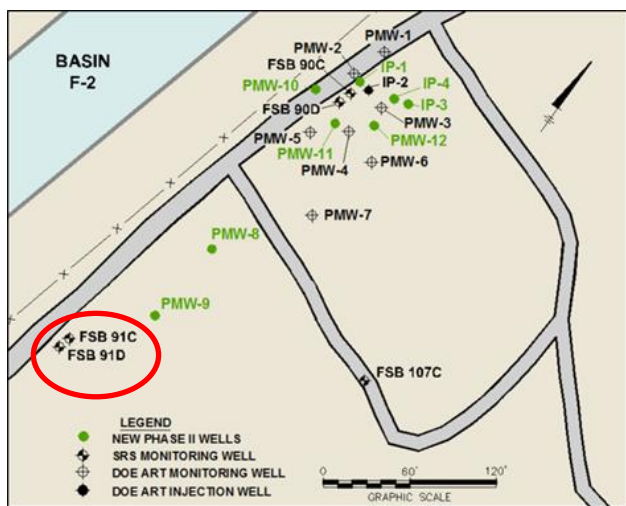 BASIN
F-2
PMW-1
PMW-2
FSB 90C
IP-1
PMW-10
IP-2
IP-4
FSB 90D
IP-3
PMW-3
PMW-5
PMW-12
PMW-11
PMW-4
PMW-6
PMW-7
PMW-8
PMW-9
FSB 91C
FSB 91D
FSB 107C
LEGEND
NEW PHASE II WELLS
SRS MONITORING WELL
DOE ART MONITORING WELL
DOE ART INJECTION WELL
0 60' 120'
GRAPHIC SCALE